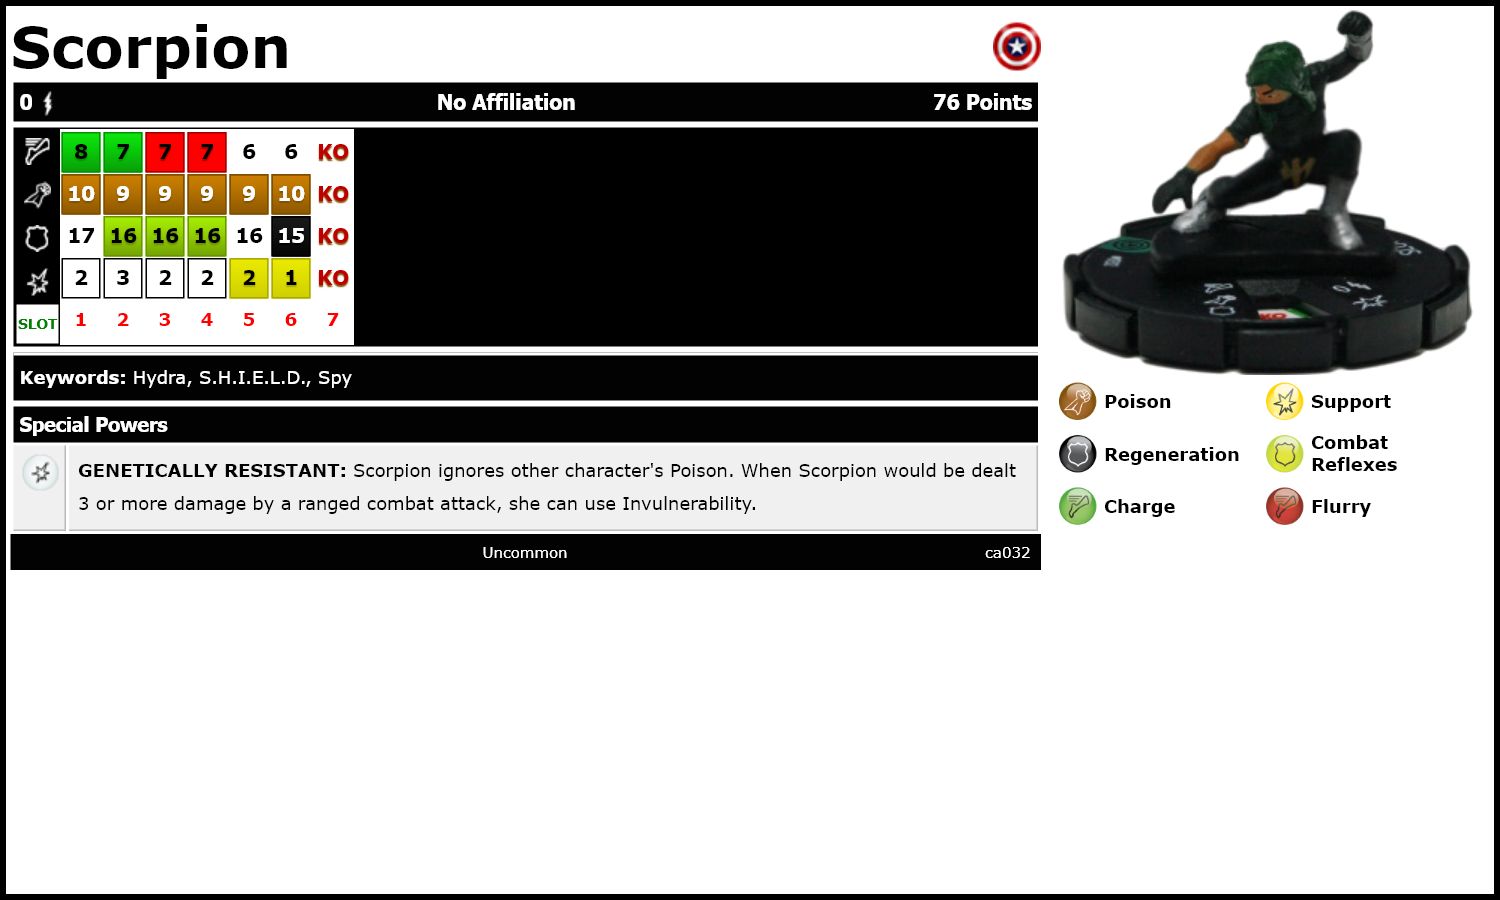 Scorpion
0 No Affiliation 76 Points
8 7 7 7 6 6 KO
10 9 9 9 9 10 KO
17 16 16 16 16 15 KO
2 3 2 2 2 1 KO
SLOT 1 2 3 4 5 6 7
Keywords: Hydra, S.H.I.E.L.D., Spy
Special Powers
GENETICALLY RESISTANT: Scorpion ignores other character's Poison. When Scorpion would be dealt
3 or more damage by a ranged combat attack, she can use Invulnerability.
Uncommon ca032
KO
0
Poison Support
Regeneration Combat
Reflexes
Charge Flurry